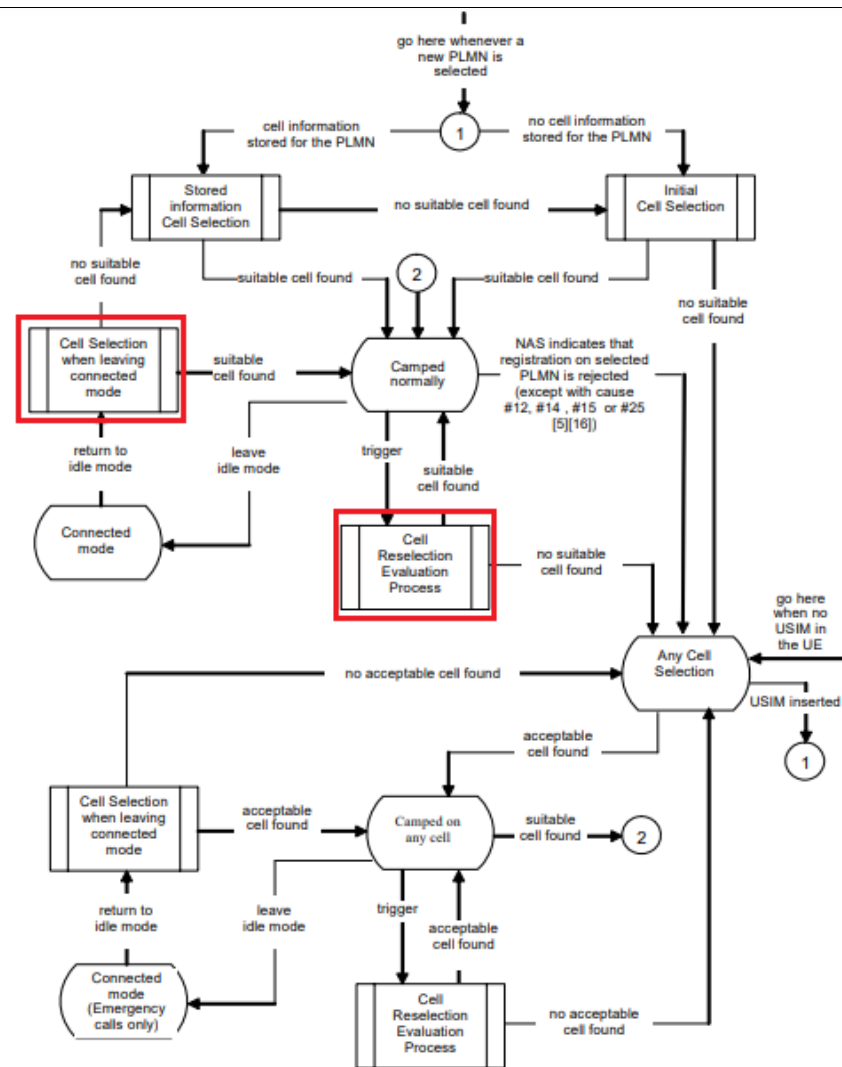 go here whenever a
new PLMN is
selected
cell information
stored for the PLMN
1
no cell information
stored for the PLMN
Stored
information
Cell Selection
no suitable cell found
Initial
Cell Selection
no suitable
cell found
suitable cell found
2
suitable cell found
no suitable
cell found
Cell Selection
when leaving
connected
mode
suitable
cell found
Camped
normally
NAS indicates that
registration on selected
PLMN is rejected
(except with cause
#12, #14 , #15 or #25
[5][16])
return to
idle mode
leave
idle mode
trigger
suitable
cell found
Connected
mode
Cell
Reselection
Evaluation
Process
no suitable
cell found
go here
when no
USIM in
the UE
Any Cell
Selection
no acceptable cell found
USIM inserted
1
acceptable
cell found
Cell Selection
when leaving
connected
mode
acceptable
cell found
Camped on
any cell
suitable
cell found
2
return to
idle mode
leave
idle mode
trigger
acceptable
cell found
Connected
mode
(Emergency
calls only)
Cell
Reselection
Evaluation
Process
no acceptable
cell found